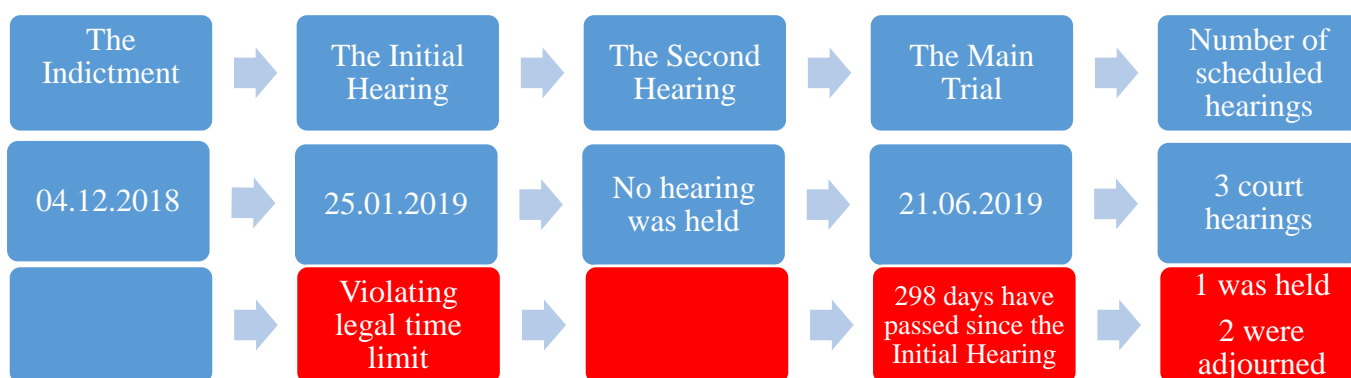 The
Indictment
The Initial
Hearing
The Second
Hearing
The Main
Trial
Number of
scheduled
hearings
04.12.2018
25.01.2019
No hearing
was held
21.06.2019
3 court
hearings
Violating
legal time
limit
298 days have
passed since the
Initial Hearing
1 was held
2 were
adjourned